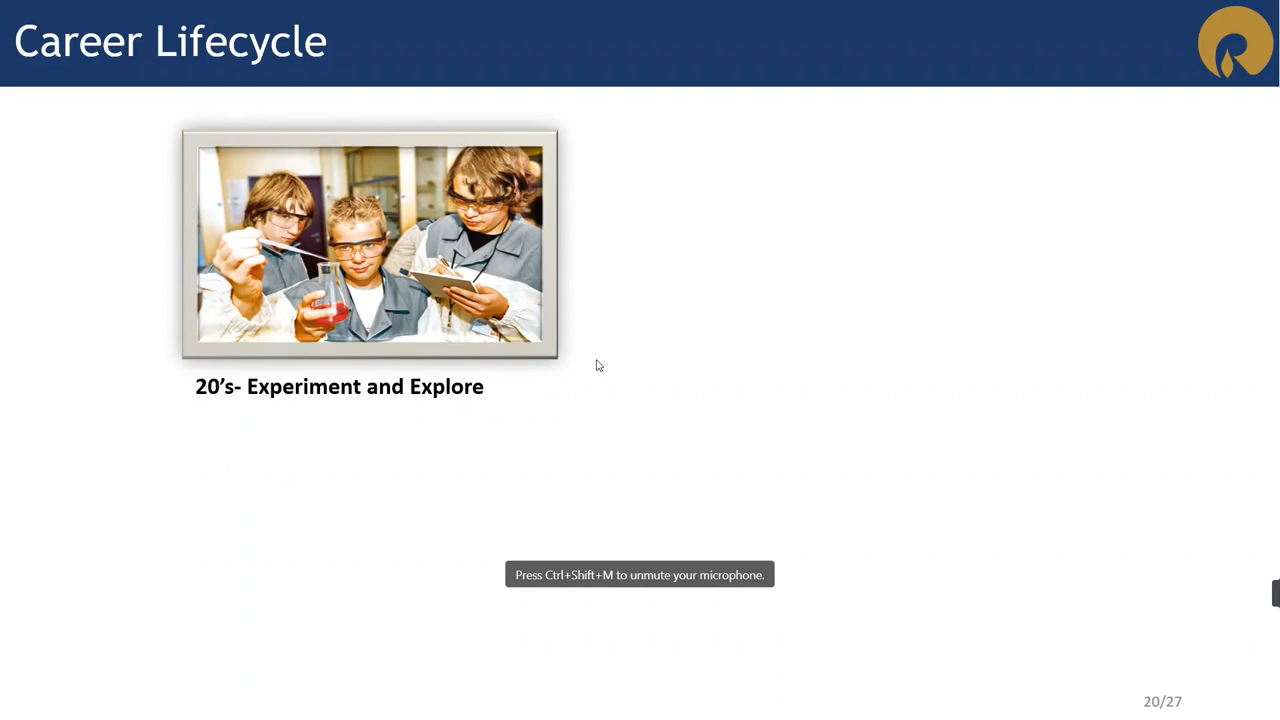 Career Lifecycle
20’s- Experiment and Explore
Press Ctrl+Shift+M to unmute your microphone.
20/27